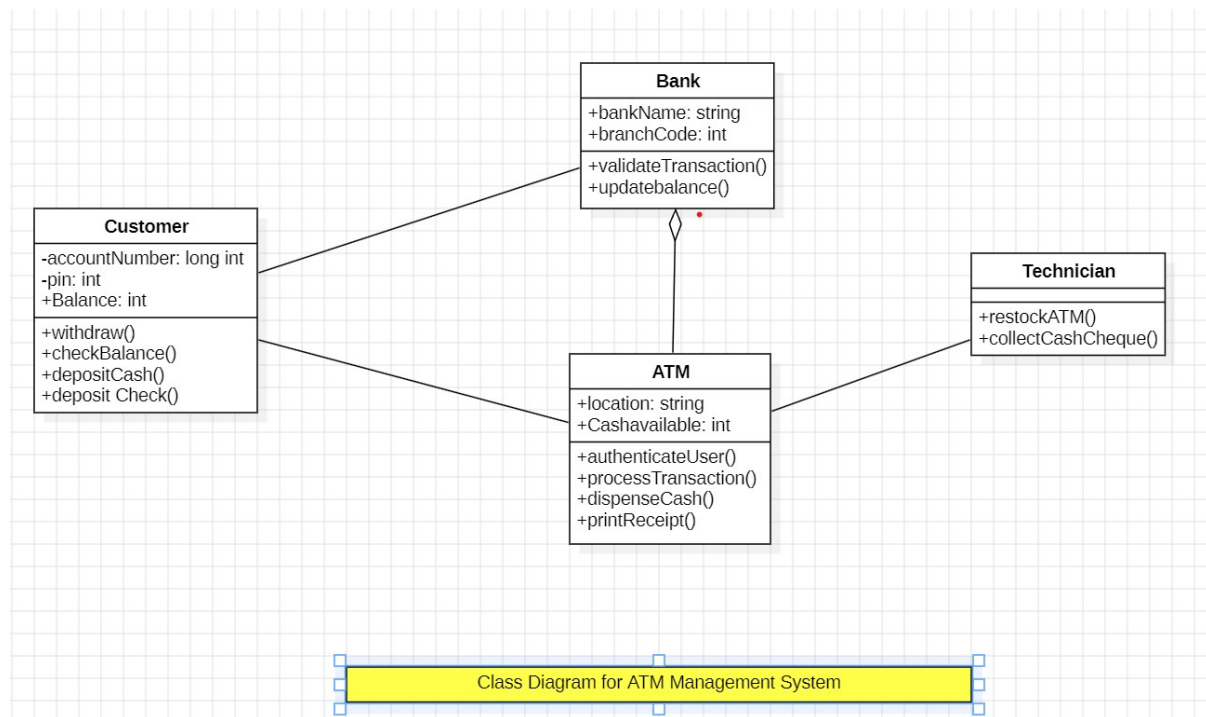 Bank
+bankName: string
+branchCode: int
+validateTransaction()
+updatebalance()
Customer
-accountNumber: long int
-pin: int
+Balance: int
+withdraw()
+checkBalance()
+depositCash()
+deposit Check()
Technician
+restockATM()
+collectCashCheque()
ATM
+location: string
+Cashavailable: int
+authenticateUser()
+processTransaction()
+dispenseCash()
+printReceipt()
Class Diagram for ATM Management System